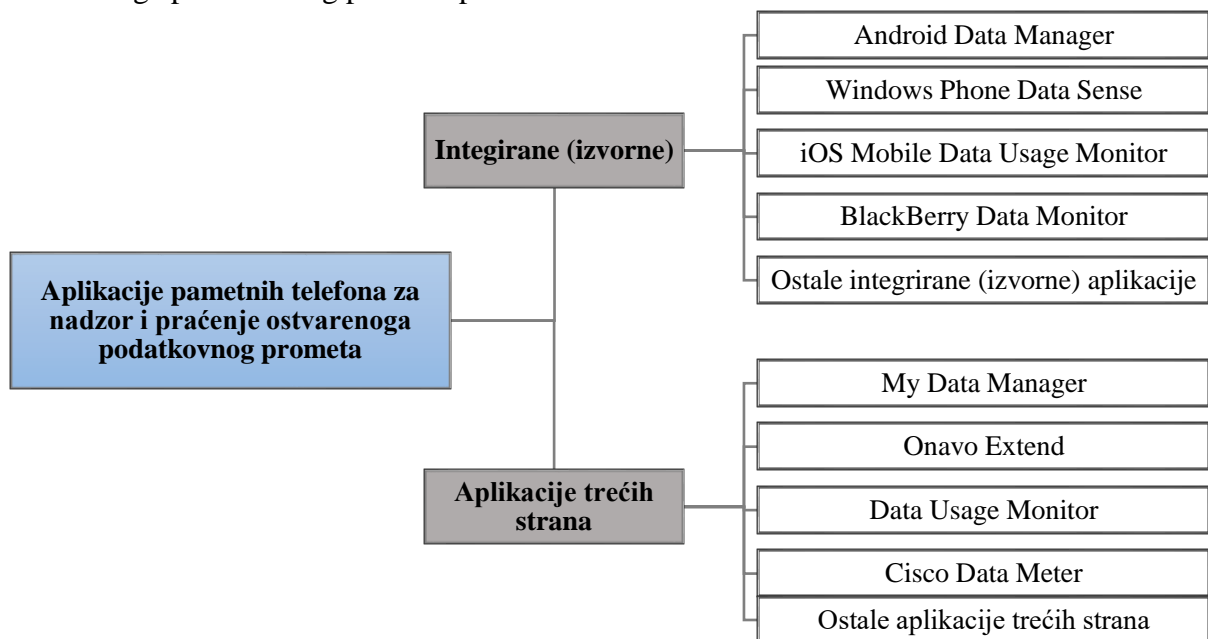 Android Data Manager
Windows Phone Data Sense
Integirane (izvorne)
iOS Mobile Data Usage Monitor
BlackBerry Data Monitor
Ostale integrirane (izvorne) aplikacije
Aplikacije pametnih telefona za
nadzor i praćenje ostvarenoga
podatkovnog prometa
My Data Manager
Onavo Extend
Aplikacije trećih
strana
Data Usage Monitor
Cisco Data Meter
Ostale aplikacije trećih strana